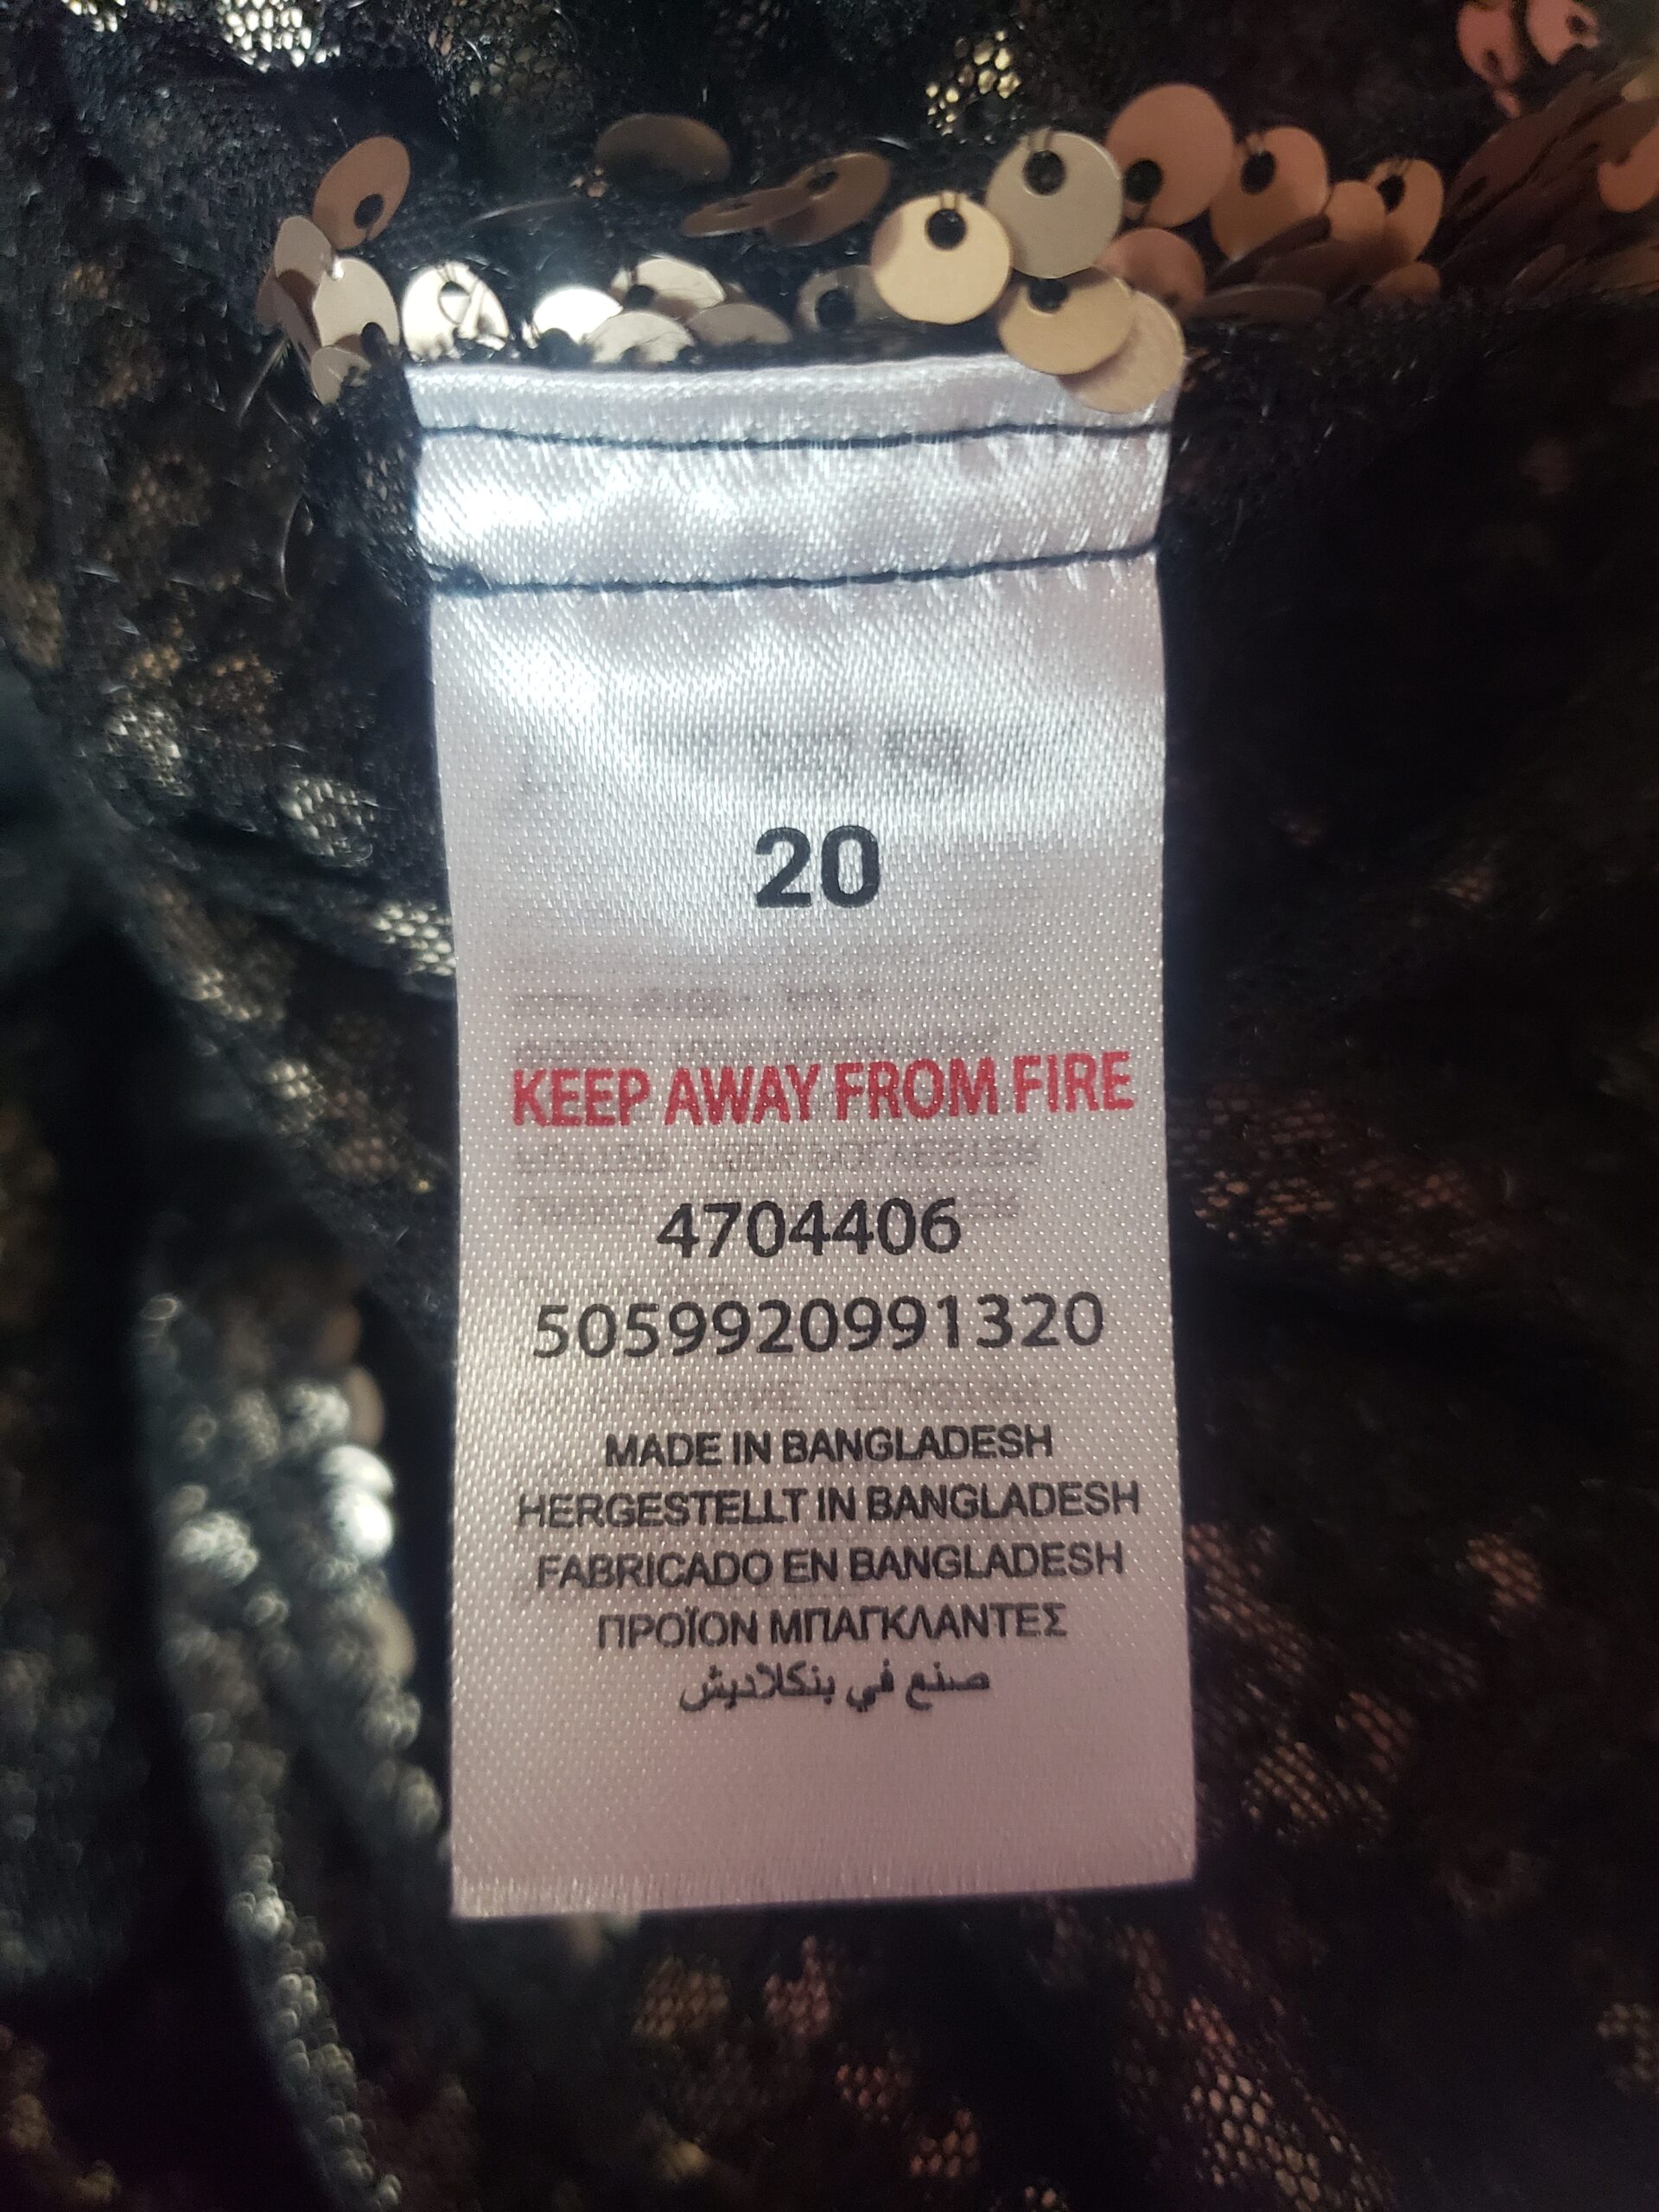 20
KEEP AWAY FROM FIRE
4704406
5059920991320
MADE IN BANGLADESH
HERGESTELLT IN BANGLADESH
FABRICADO EN BANGLADESH
ΠΡΟΪΟΝ ΜΠΑΓΚΛΑΝΤΕΣ
صنع في بنكلاديش